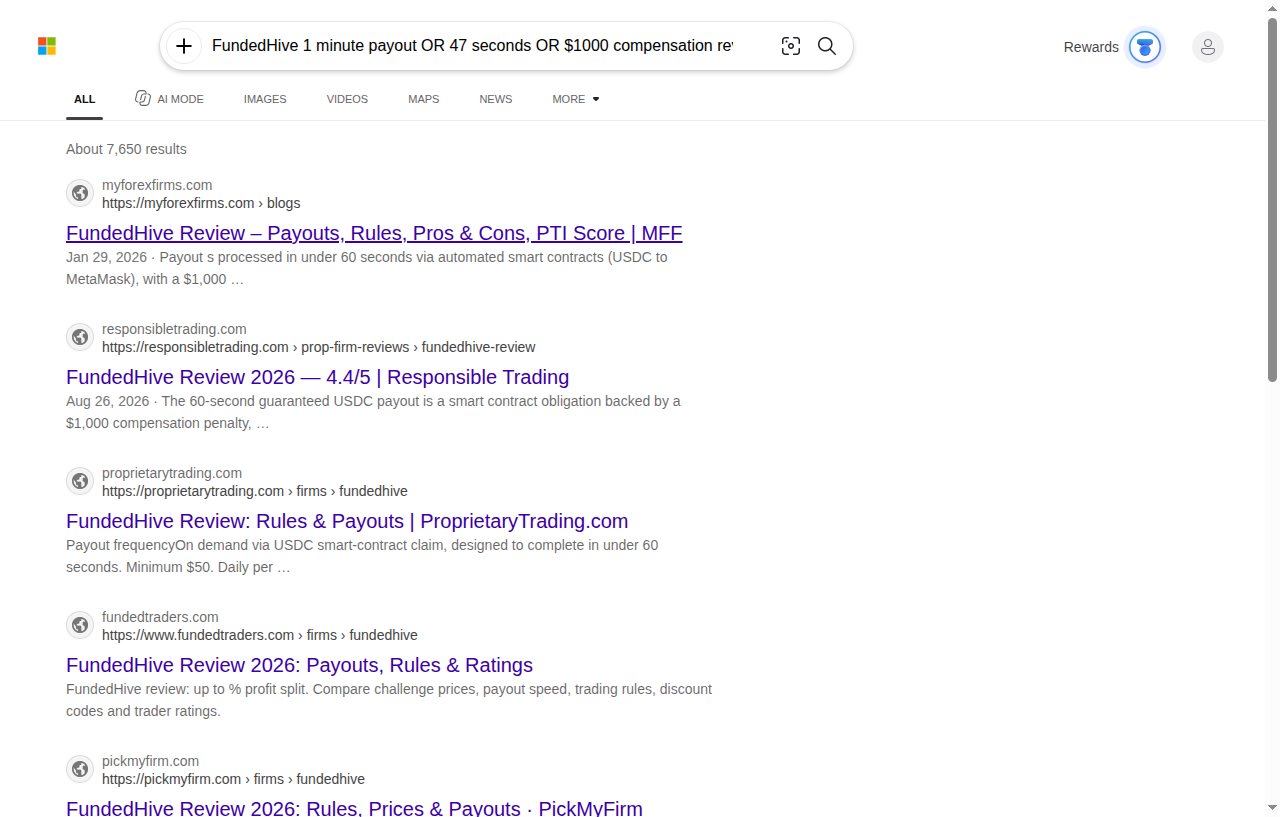 FundedHive 1 minute payout OR 47 seconds OR $1000 compensation
Rewards
ALL
AI MODE
IMAGES
VIDEOS
MAPS
NEWS
MORE
About 7,650 results
myforexfirms.com
https://myforexfirms.com › blogs
FundedHive Review – Payouts, Rules, Pros & Cons, PTI Score | MFF
Jan 29, 2026 · Payout s processed in under 60 seconds via automated smart contracts (USDC to
MetaMask), with a $1,000 …
responsibletrading.com
https://responsibletrading.com › prop-firm-reviews › fundedhive-review
FundedHive Review 2026 — 4.4/5 | Responsible Trading
Aug 26, 2026 · The 60-second guaranteed USDC payout is a smart contract obligation backed by a
$1,000 compensation penalty, …
proprietarytrading.com
https://proprietarytrading.com › firms › fundedhive
FundedHive Review: Rules & Payouts | ProprietaryTrading.com
Payout frequencyOn demand via USDC smart-contract claim, designed to complete in under 60
seconds. Minimum $50. Daily per …
fundedtraders.com
https://www.fundedtraders.com › firms › fundedhive
FundedHive Review 2026: Payouts, Rules & Ratings
FundedHive review: up to % profit split. Compare challenge prices, payout speed, trading rules, discount
codes and trader ratings.
pickmyfirm.com
https://pickmyfirm.com › firms › fundedhive
FundedHive Review 2026: Rules, Prices & Payouts · PickMyFirm